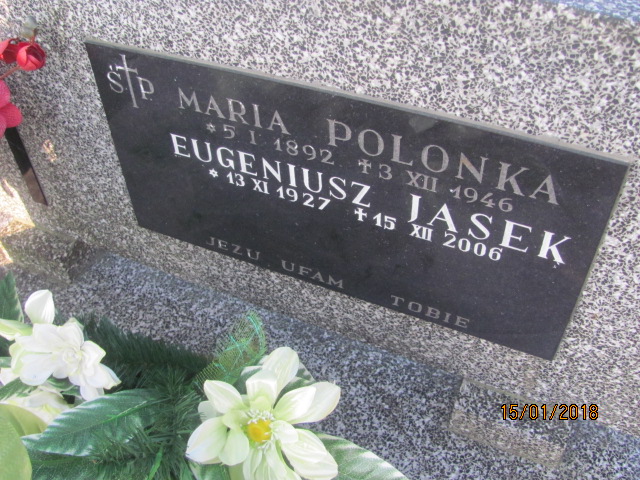 Ś✝P MARIA POLONKA
*5 I 1892 ✝3 XII 1946
EUGENIUSZ JASEK
*13 XI 1927 ✝15 XII 2006
JEZU UFAM TOBIE
15/01/2018